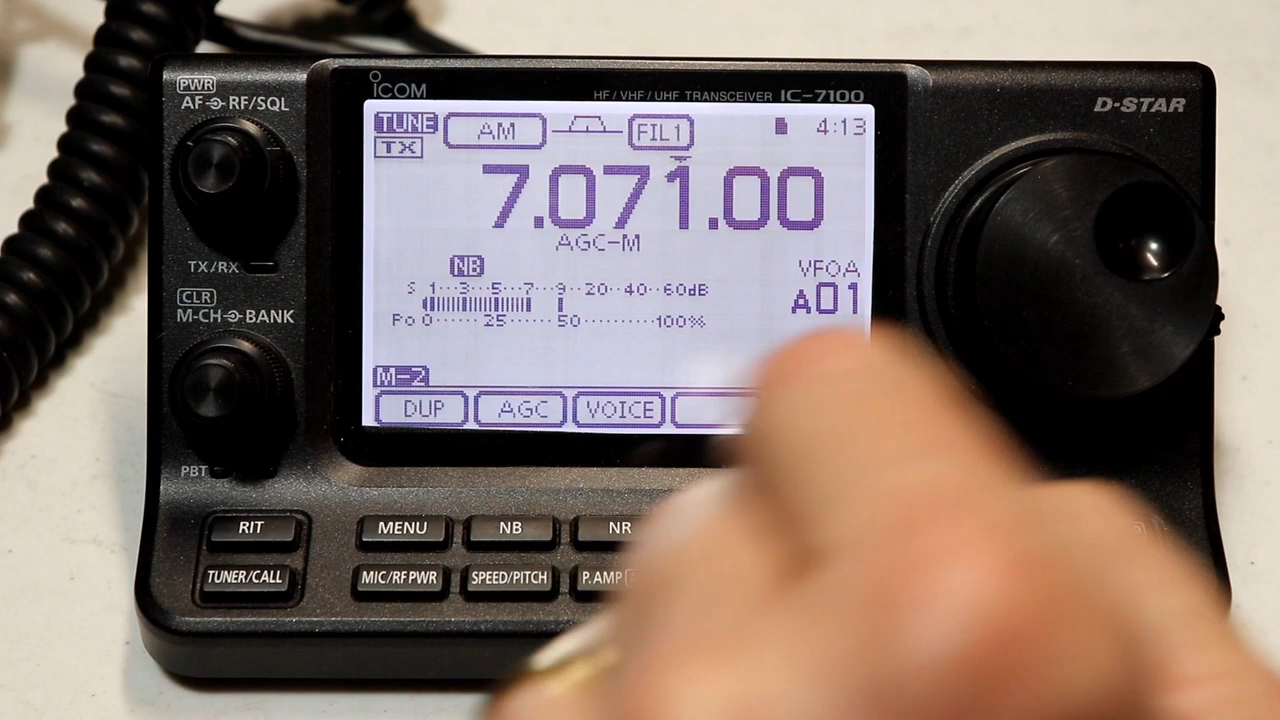 PWR
AF RF/SQL
ICOM
HF/VHF/UHF TRANSCEIVER IC-7100
D-STAR
TUNE AM FIL1 4:13
TX
7.071.00
AGC-M
NB
VFOA
S 1··3··5··7··9··20··40··60dB
A01
Po 0······25······50·········100%
M-2
DUP AGC VOICE
TX/RX
CLR
M-CH BANK
PBT
RIT MENU NB NR
TUNER/CALL MIC/RF PWR SPEED/PITCH P.AMP